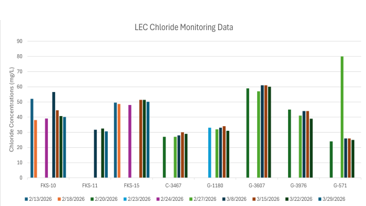 LEC Chloride Monitoring Data
Chloride Concentrations (mg/L)
90
80
70
60
50
40
30
20
10
0
FKS-10 FKS-11 FKS-15 C-3467 G-1180 G-3607 G-3976 G-571
2/13/2026 2/18/2026 2/20/2026 2/23/2026 2/24/2026 2/27/2026 3/8/2026 3/15/2026 3/22/2026 3/29/2026